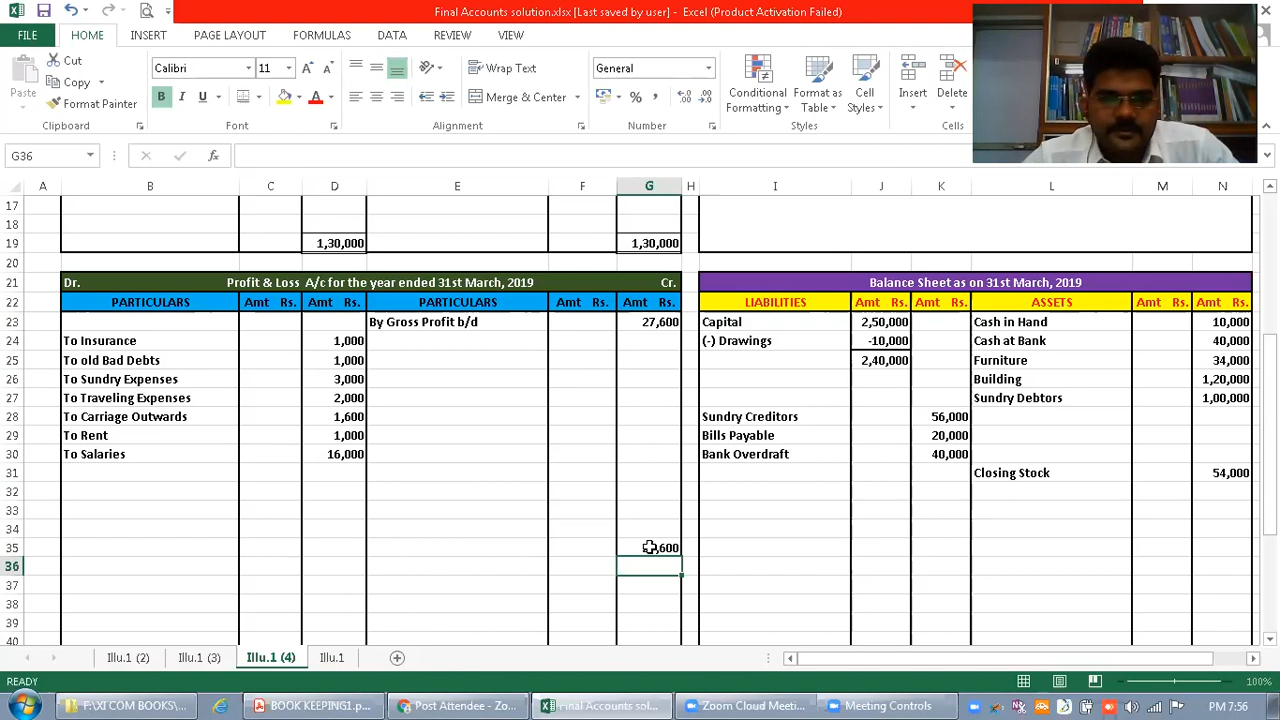 Final Accounts solution.xlsx [Last saved by user] - Excel (Product Activation Failed)
FILE HOME INSERT PAGE LAYOUT FORMULAS DATA REVIEW VIEW
Cut
Copy
Format Painter
Paste
Calibri 11
B I U A
Wrap Text
Merge & Center
General
Conditional Formatting
Format as Table
Cell Styles
Insert
Delete
Clipboard Font Alignment Number Styles Cells
G36
A B C D E F G H I J K L M N
17
18
19 1,30,000 1,30,000
20
21 Dr. Profit & Loss A/c for the year ended 31st March, 2019 Cr. Balance Sheet as on 31st March, 2019
22 PARTICULARS Amt Rs. Amt Rs. PARTICULARS Amt Rs. Amt Rs. LIABILITIES Amt Rs. Amt Rs. ASSETS Amt Rs. Amt Rs.
23 By Gross Profit b/d 27,600 Capital 2,50,000 Cash in Hand 10,000
24 To Insurance 1,000 (-) Drawings -10,000 Cash at Bank 40,000
25 To old Bad Debts 1,000 2,40,000 Furniture 34,000
26 To Sundry Expenses 3,000 Building 1,20,000
27 To Traveling Expenses 2,000 Sundry Debtors 1,00,000
28 To Carriage Outwards 1,600 Sundry Creditors 56,000
29 To Rent 1,000 Bills Payable 20,000
30 To Salaries 16,000 Bank Overdraft 40,000
31 Closing Stock 54,000
32
33
34
35
36
37
38
39
40
Illu.1 (2) Illu.1 (3) Illu.1 (4) Illu.1
READY 100%
F:\XI COM BOOKS\... BOOK KEEPING1.p... Post Attendee - Zo... Final Accounts sol... Zoom Cloud Meeti... Meeting Controls PM 7:56